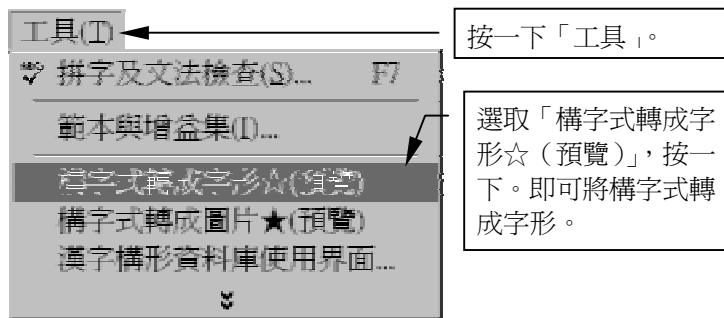 工具(T)
拼字及文法檢查(S)... F7
範本與增益集(I)...
構字式轉成字形☆(預覽)
構字式轉成圖片★(預覽)
漢字構形資料庫使用界面...
按一下「工具」。
選取「構字式轉成字
形☆（預覽）」，按一
下。即可將構字式轉
成字形。